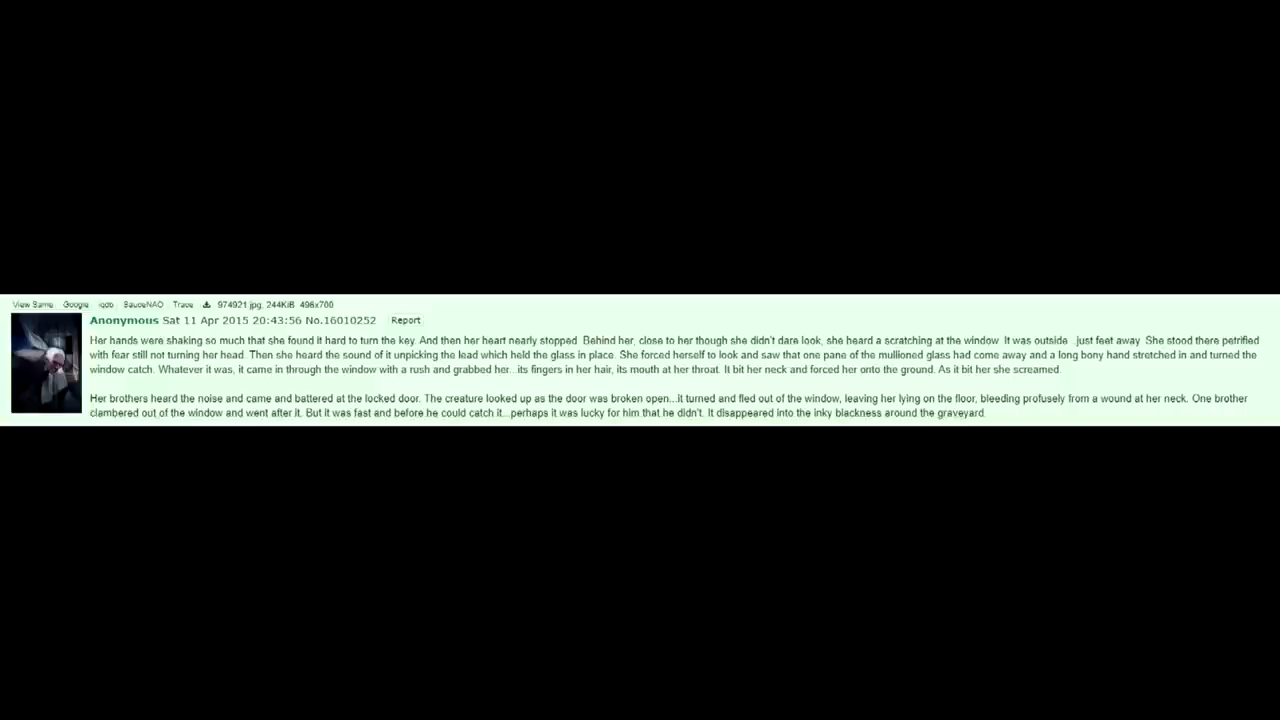 View Same Google iqdb SauceNAO Trace 974921.jpg, 244KiB, 496x700
Anonymous Sat 11 Apr 2015 20:43:56 No.16010252 Report
Her hands were shaking so much that she found it hard to turn the key. And then her heart nearly stopped. Behind her, close to her though she didn't dare look, she heard a scratching at the window. It was outside...just feet away. She stood there petrified
with fear still not turning her head. Then she heard the sound of it unpicking the lead which held the glass in place. She forced herself to look and saw that one pane of the mullioned glass had come away and a long bony hand stretched in and turned the
window catch. Whatever it was, it came in through the window with a rush and grabbed her...its fingers in her hair, its mouth at her throat. It bit her neck and forced her onto the ground. As it bit her she screamed.
Her brothers heard the noise and came and battered at the locked door. The creature looked up as the door was broken open...it turned and fled out of the window, leaving her lying on the floor, bleeding profusely from a wound at her neck. One brother
clambered out of the window and went after it. But it was fast and before he could catch it...perhaps it was lucky for him that he didn't. It disappeared into the inky blackness around the graveyard.